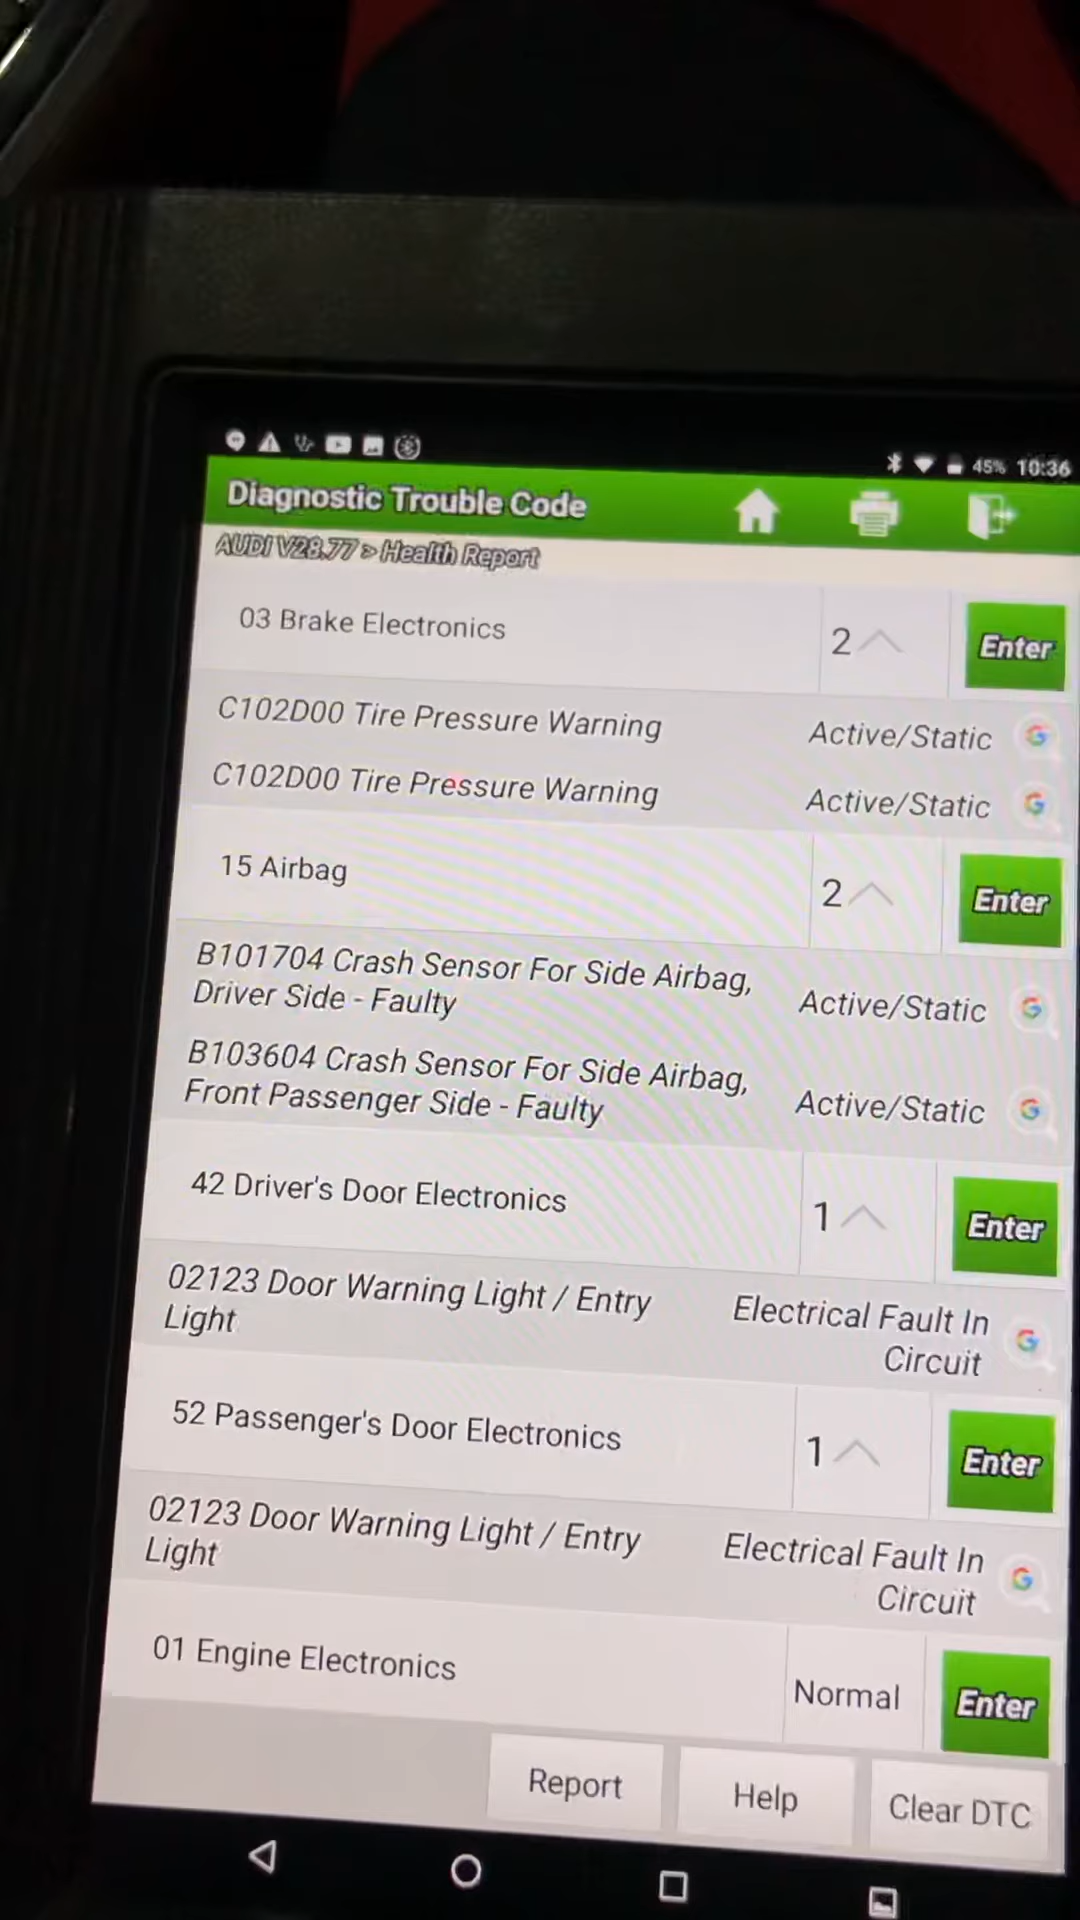 45% 10:36
Diagnostic Trouble Code
AUDI V28.77 > Health Report
03 Brake Electronics 2 Enter
C102D00 Tire Pressure Warning Active/Static
C102D00 Tire Pressure Warning Active/Static
15 Airbag 2 Enter
B101704 Crash Sensor For Side Airbag,
Driver Side - Faulty Active/Static
B103604 Crash Sensor For Side Airbag,
Front Passenger Side - Faulty Active/Static
42 Driver's Door Electronics 1 Enter
02123 Door Warning Light / Entry Electrical Fault In
Light Circuit
52 Passenger's Door Electronics 1 Enter
02123 Door Warning Light / Entry Electrical Fault In
Light Circuit
01 Engine Electronics Normal Enter
Report Help Clear DTC